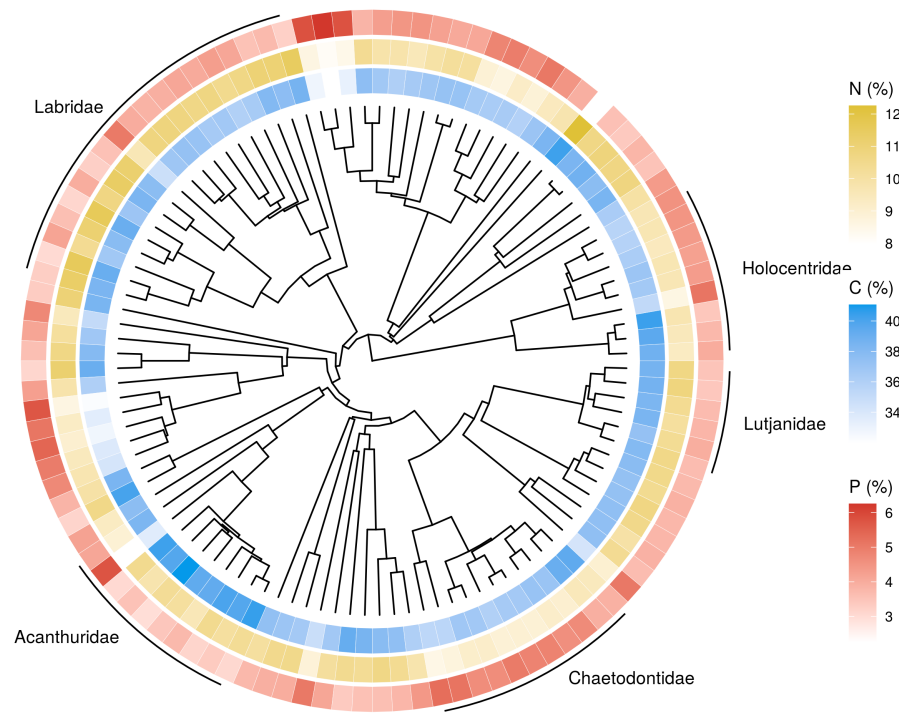 Labridae
Holocentridae
Lutjanidae
Chaetodontidae
Acanthuridae
N (%)
12
11
10
9
8
C (%)
40
38
36
34
P (%)
6
5
4
3